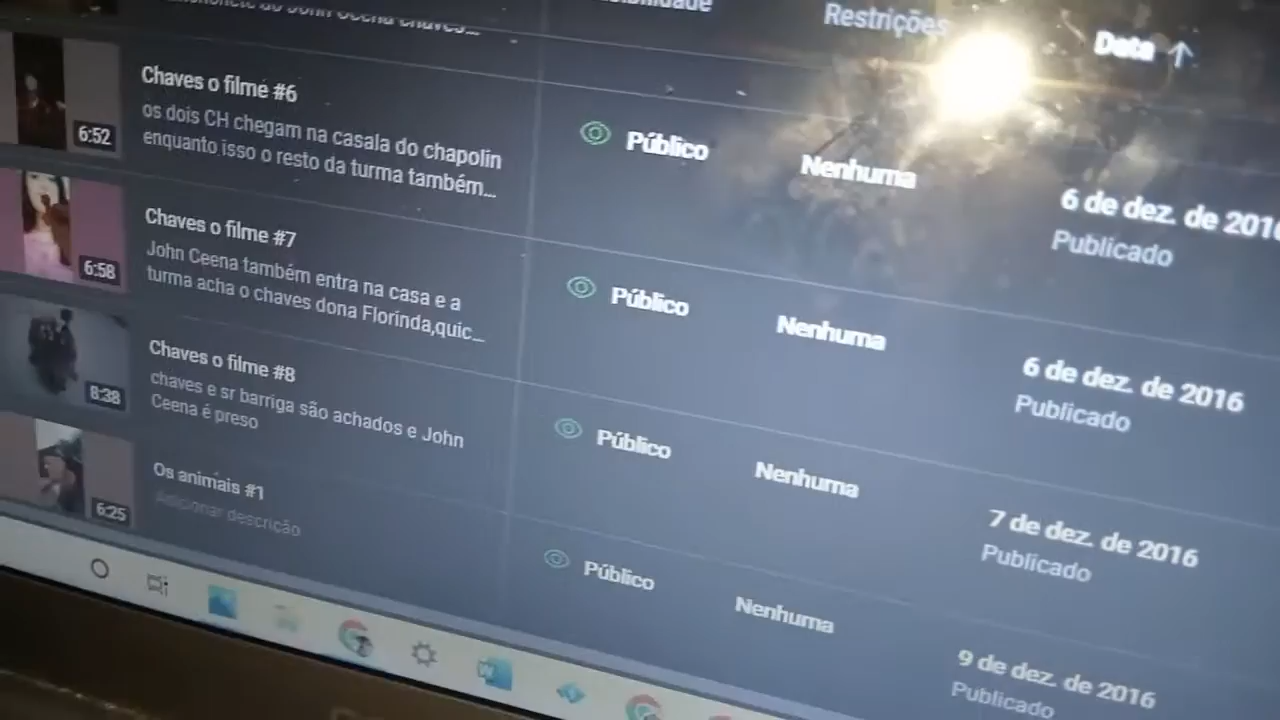 Restrições
Data ↑
Chaves o filme #6
os dois CH chegam na casala do chapolin
enquanto isso o resto da turma também...
6:52
Público
Nenhuma
6 de dez. de 2016
Publicado
Chaves o filme #7
John Ceena também entra na casa e a
turma acha o chaves dona Florinda,quic...
6:58
Público
Nenhuma
6 de dez. de 2016
Publicado
Chaves o filme #8
chaves e sr barriga são achados e John
Ceena é preso
8:38
Público
Nenhuma
7 de dez. de 2016
Publicado
Os animais #1
Adicionar descrição
6:25
Público
Nenhuma
9 de dez. de 2016
Publicado